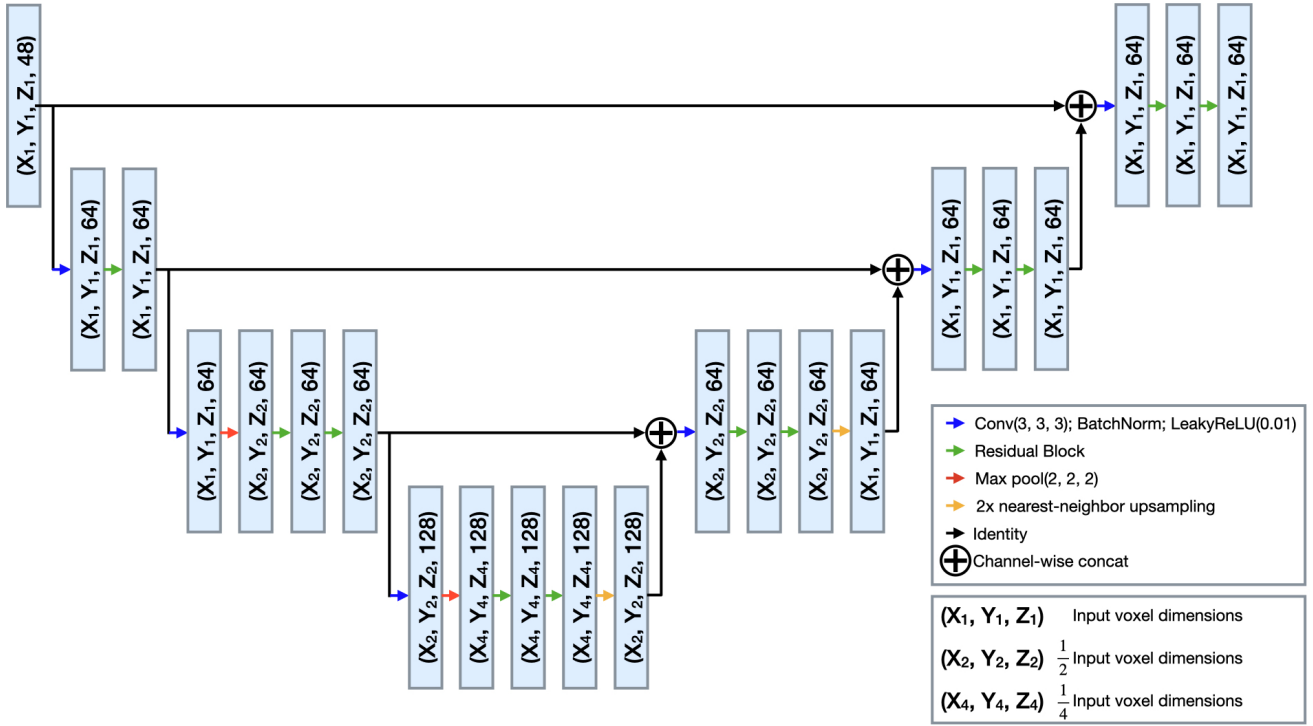 (X₁, Y₁, Z₁, 48)
(X₁, Y₁, Z₁, 64)
(X₁, Y₁, Z₁, 64)
(X₁, Y₁, Z₁, 64)
(X₁, Y₁, Z₁, 64)
(X₁, Y₁, Z₁, 64)
(X₁, Y₁, Z₁, 64)
(X₁, Y₁, Z₁, 64)
(X₁, Y₁, Z₁, 64)
(X₁, Y₁, Z₁, 64)
(X₂, Y₂, Z₂, 64)
(X₂, Y₂, Z₂, 64)
(X₂, Y₂, Z₂, 64)
(X₂, Y₂, Z₂, 64)
(X₂, Y₂, Z₂, 64)
(X₂, Y₂, Z₂, 64)
(X₁, Y₁, Z₁, 64)
(X₂, Y₂, Z₂, 128)
(X₄, Y₄, Z₄, 128)
(X₄, Y₄, Z₄, 128)
(X₄, Y₄, Z₄, 128)
(X₂, Y₂, Z₂, 128)
Conv(3, 3, 3); BatchNorm; LeakyReLU(0.01)
Residual Block
Max pool(2, 2, 2)
2x nearest-neighbor upsampling
Identity
Channel-wise concat
(X₁, Y₁, Z₁) Input voxel dimensions
(X₂, Y₂, Z₂) 1/2 Input voxel dimensions
(X₄, Y₄, Z₄) 1/4 Input voxel dimensions